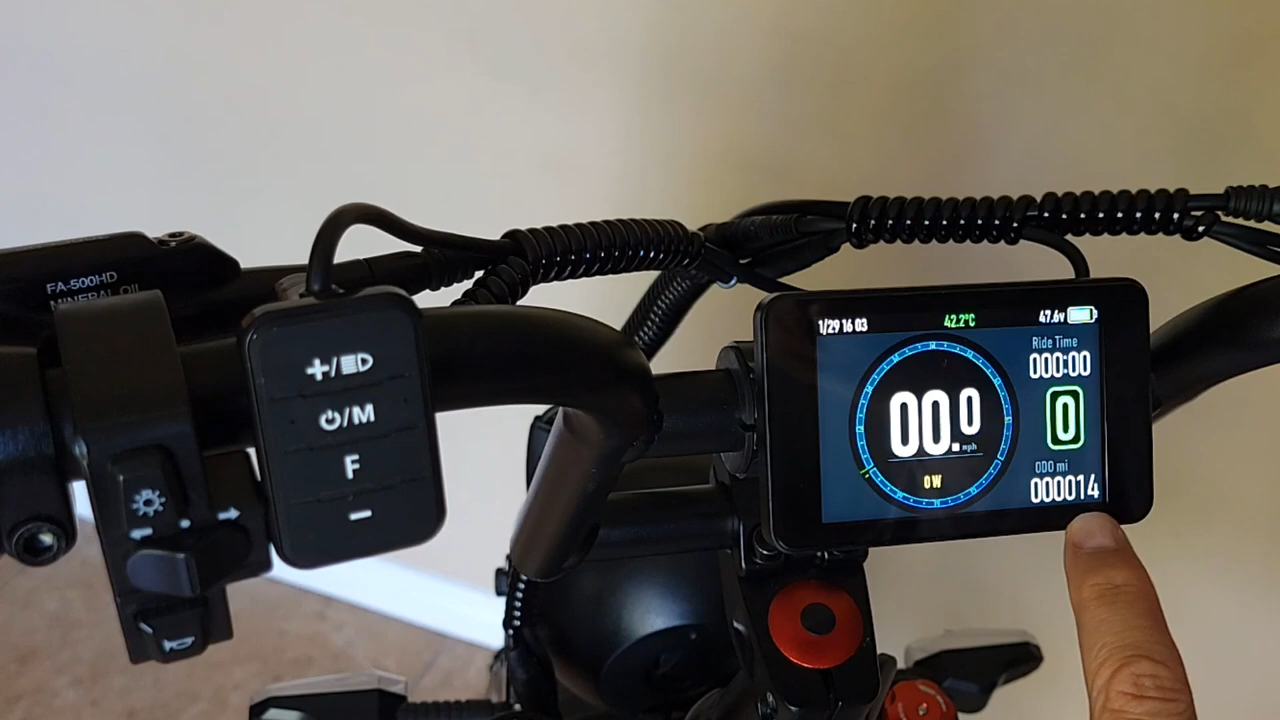 FA-500HD
MINERAL OIL
+/
/M
F
−
1/29 16 03
42.2°C
47.6v
Ride Time
000:00
00.0
mph
0
0W
ODO mi
000014